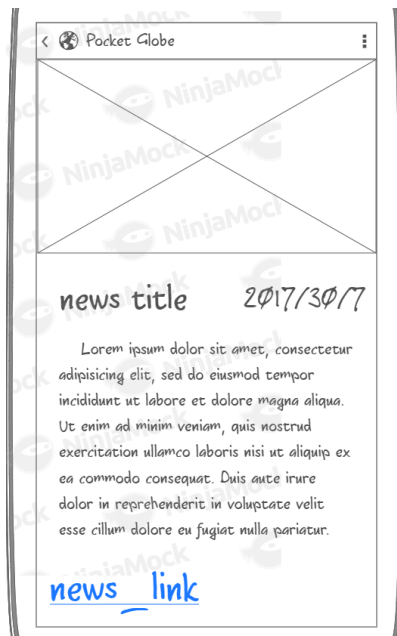 Pocket Globe
news title 2017/30/7
Lorem ipsum dolor sit amet, consectetur
adipisicing elit, sed do eiusmod tempor
incididunt ut labore et dolore magna aliqua.
Ut enim ad minim veniam, quis nostrud
exercitation ullamco laboris nisi ut aliquip ex
ea commodo consequat. Duis aute irure
dolor in reprehenderit in voluptate velit
esse cillum dolore eu fugiat nulla pariatur.
news_link
NinjaMock